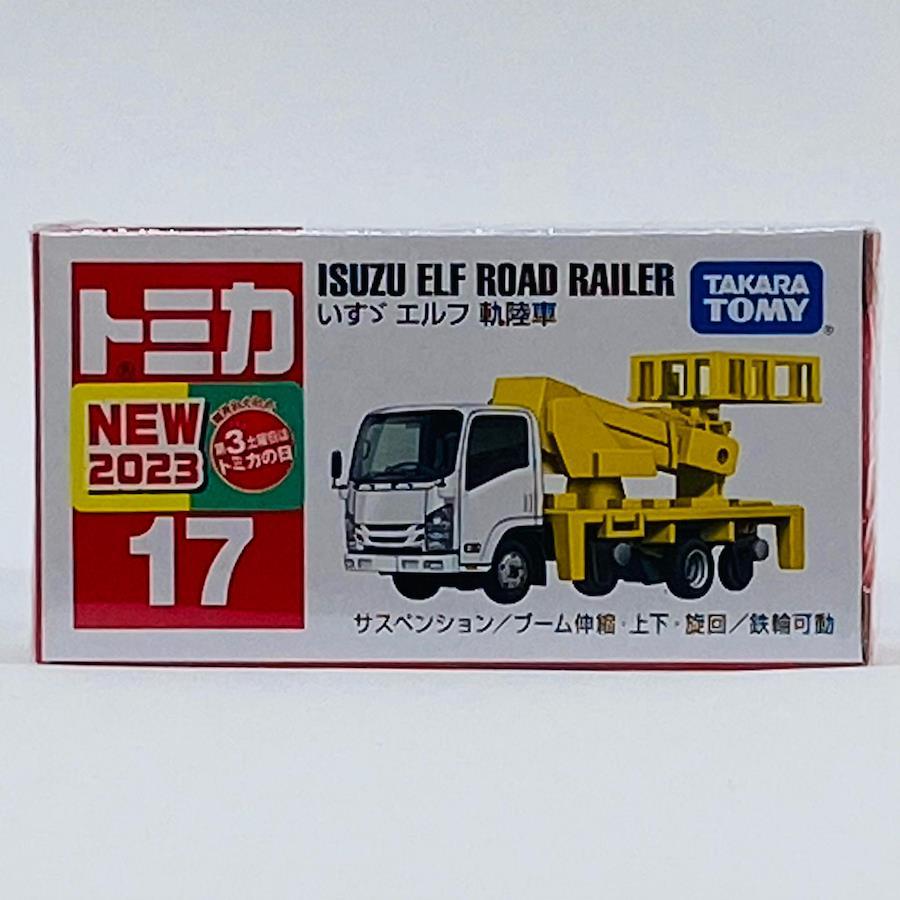 トミカ
NEW
2023
第3土曜日は
トミカの日
17
ISUZU ELF ROAD RAILER
いすゞ エルフ 軌陸車
TAKARA
TOMY
サスペンション/ブーム伸縮・上下・旋回/鉄輪可動